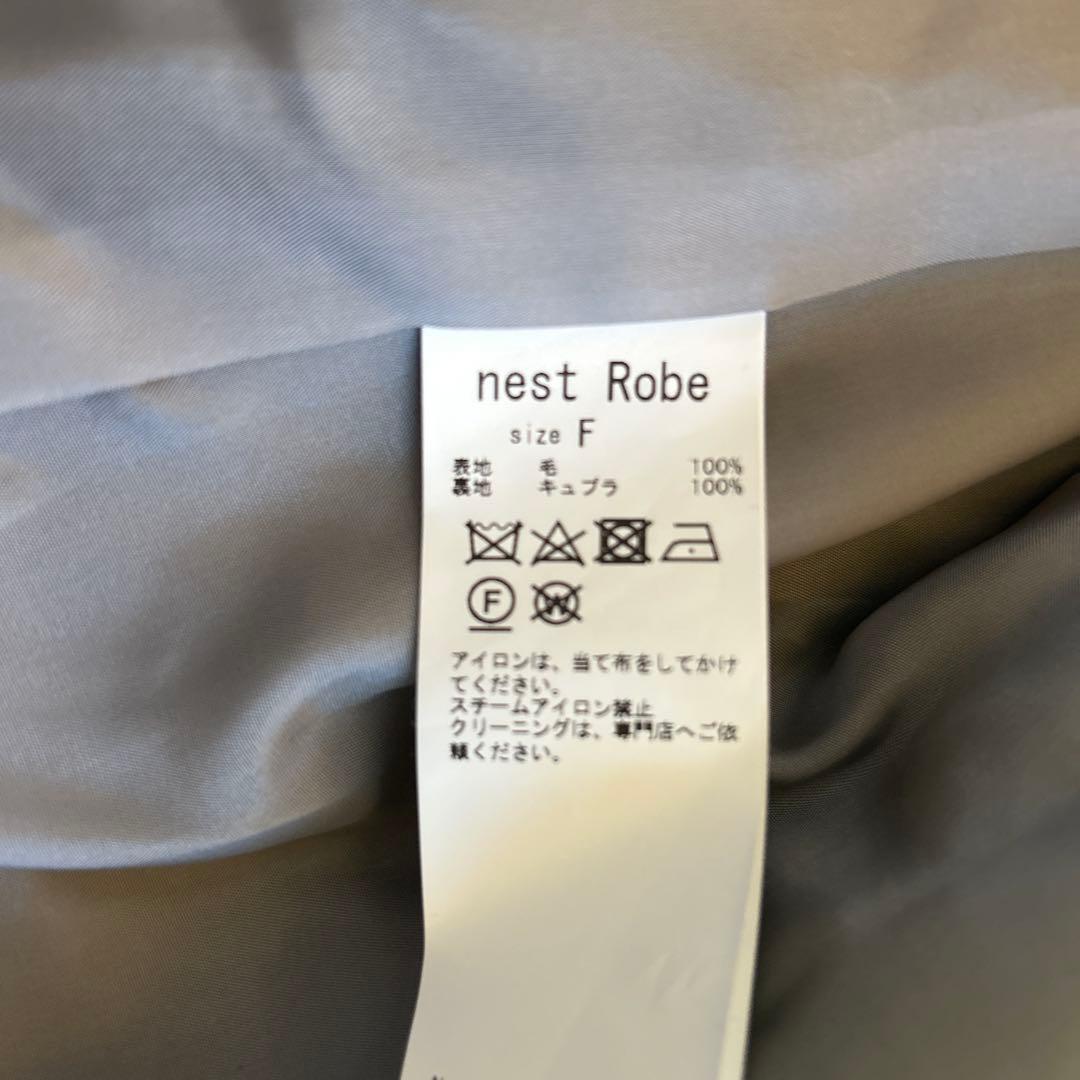 nest Robe
size F
表地 毛 100%
裏地 キュプラ 100%
F W
アイロンは、当て布をしてかけ
てください。
スチームアイロン禁止
クリーニングは、専門店へご依
頼ください。